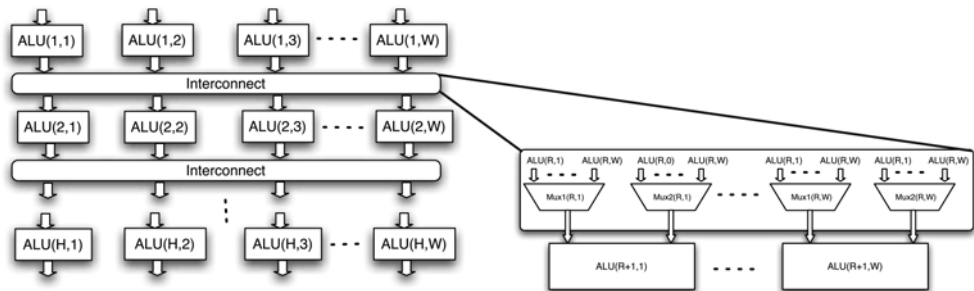 ALU(1,1) ALU(1,2) ALU(1,3) ALU(1,W)
Interconnect
ALU(2,1) ALU(2,2) ALU(2,3) ALU(2,W)
Interconnect
ALU(H,1) ALU(H,2) ALU(H,3) ALU(H,W)
ALU(R,1) ALU(R,W) ALU(R,0) ALU(R,W) ALU(R,1) ALU(R,W) ALU(R,1) ALU(R,W)
Mux1(R,1) Mux2(R,1) Mux1(R,W) Mux2(R,W)
ALU(R+1,1) ALU(R+1,W)